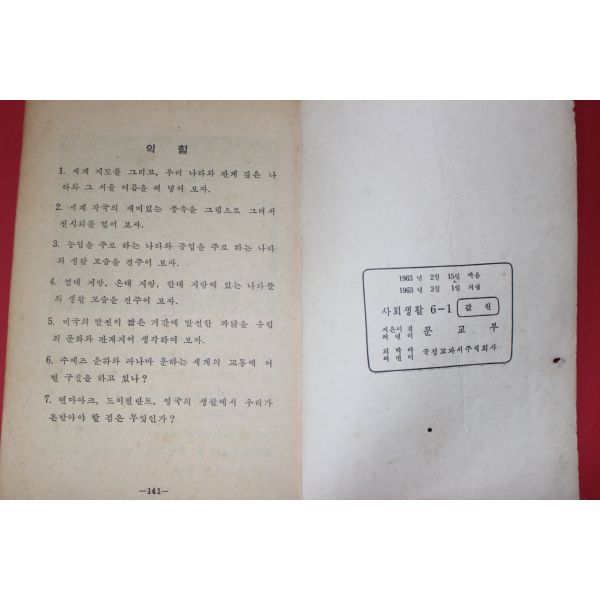 익 힘
1. 세계 지도를 그리고, 우리 나라와 관계 깊은 나
라와 그 서울 이름을 써 넣어 보자.
2. 세계 각국의 재미있는 풍속을 그림으로 그려서
전시회를 열어 보자.
3. 농업을 주로 하는 나라와 공업을 주로 하는 나라
의 생활 모습을 견주어 보자.
4. 열대 지방, 온대 지방, 한대 지방에 있는 나라들
의 생활 모습을 견주어 보자.
5. 미국의 발전이 짧은 기간에 발전한 까닭을 유럽
의 문화와 관계지어 생각하여 보자.
6. 수에즈 운하와 파나마 운하는 세계의 교통에 어
떤 구실을 하고 있나?
7. 덴마아크, 도이췰란트, 영국의 생활에서 우리가
본받아야 할 점은 무엇인가?
—141—
1963 년 2월 15일 박음
1963 년 3월 1일 펴냄
사회생활 6-1 값 원
지은이 겸
펴낸이 문 교 부
펴낸이 국정교과서주식회사